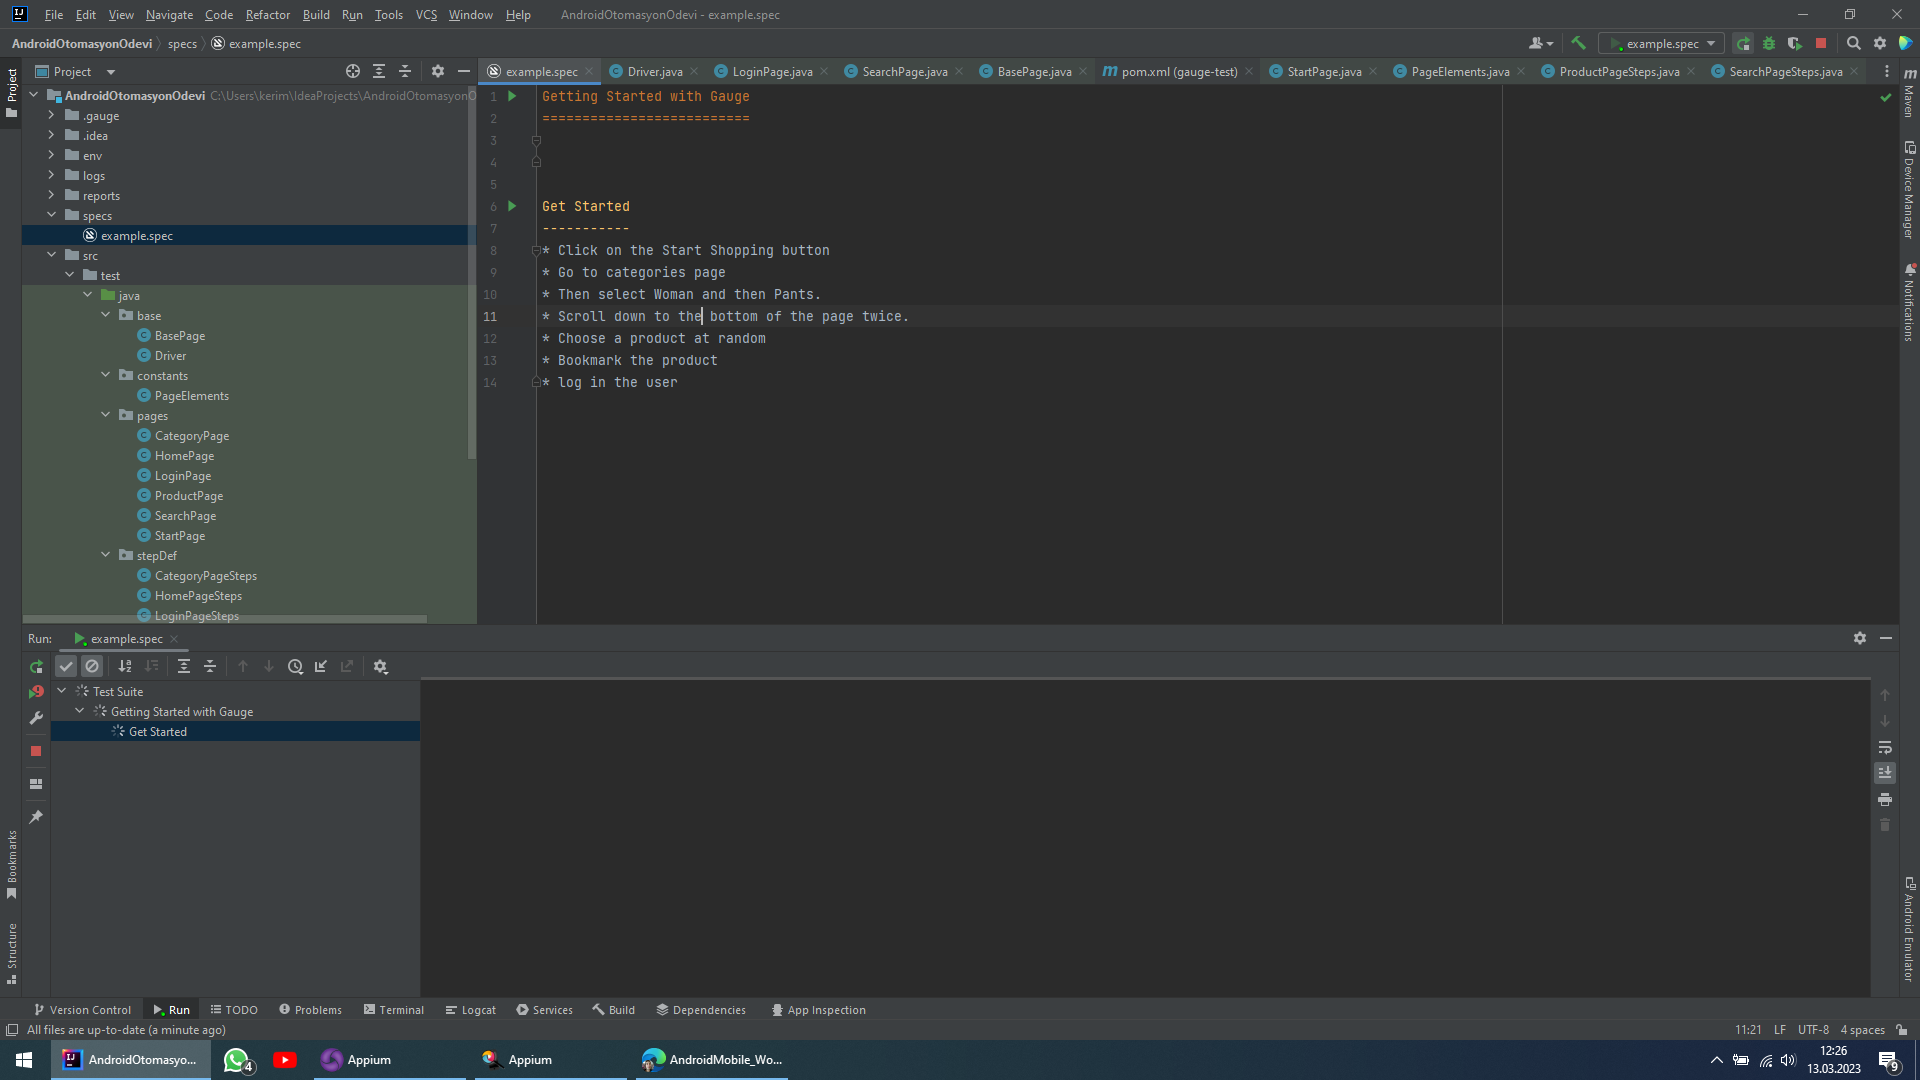 File Edit View Navigate Code Refactor Build Run Tools VCS Window Help AndroidOtomasyonOdevi - example.spec
AndroidOtomasyonOdevi specs example.spec
example.spec
Project
Project
example.spec Driver.java LoginPage.java SearchPage.java BasePage.java pom.xml (gauge-test) StartPage.java PageElements.java ProductPageSteps.java SearchPageSteps.java
AndroidOtomasyonOdevi C:\Users\kerim\IdeaProjects\AndroidOtomasyonO
.gauge
.idea
env
logs
reports
specs
example.spec
src
test
java
base
BasePage
Driver
constants
PageElements
pages
CategoryPage
HomePage
LoginPage
ProductPage
SearchPage
StartPage
stepDef
CategoryPageSteps
HomePageSteps
LoginPageSteps
1 Getting Started with Gauge
2 ==========================
3
4
5
6 Get Started
7 -----------
8 * Click on the Start Shopping button
9 * Go to categories page
10 * Then select Woman and then Pants.
11 * Scroll down to the bottom of the page twice.
12 * Choose a product at random
13 * Bookmark the product
14 * log in the user
Maven
Device Manager
Notifications
Android Emulator
Bookmarks
Structure
Run: example.spec
Test Suite
Getting Started with Gauge
Get Started
Version Control Run TODO Problems Terminal Logcat Services Build Dependencies App Inspection
All files are up-to-date (a minute ago) 11:21 LF UTF-8 4 spaces
AndroidOtomasyo... 4 Appium Appium AndroidMobile_Wo...
12:26
13.03.2023
9